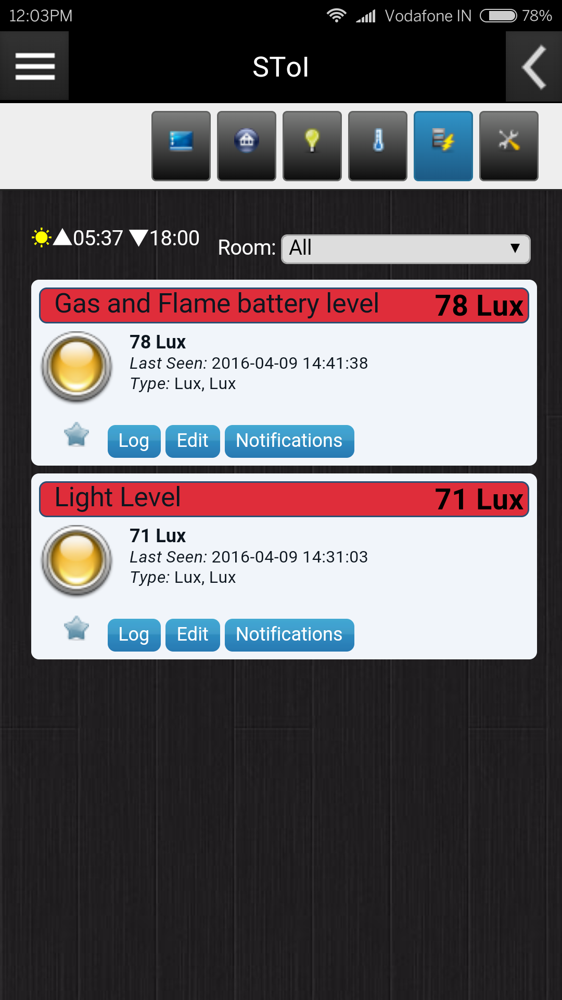 12:03PM Vodafone IN 78%
SToI
05:37 18:00 Room: All
Gas and Flame battery level 78 Lux
78 Lux
Last Seen: 2016-04-09 14:41:38
Type: Lux, Lux
Log Edit Notifications
Light Level 71 Lux
71 Lux
Last Seen: 2016-04-09 14:31:03
Type: Lux, Lux
Log Edit Notifications